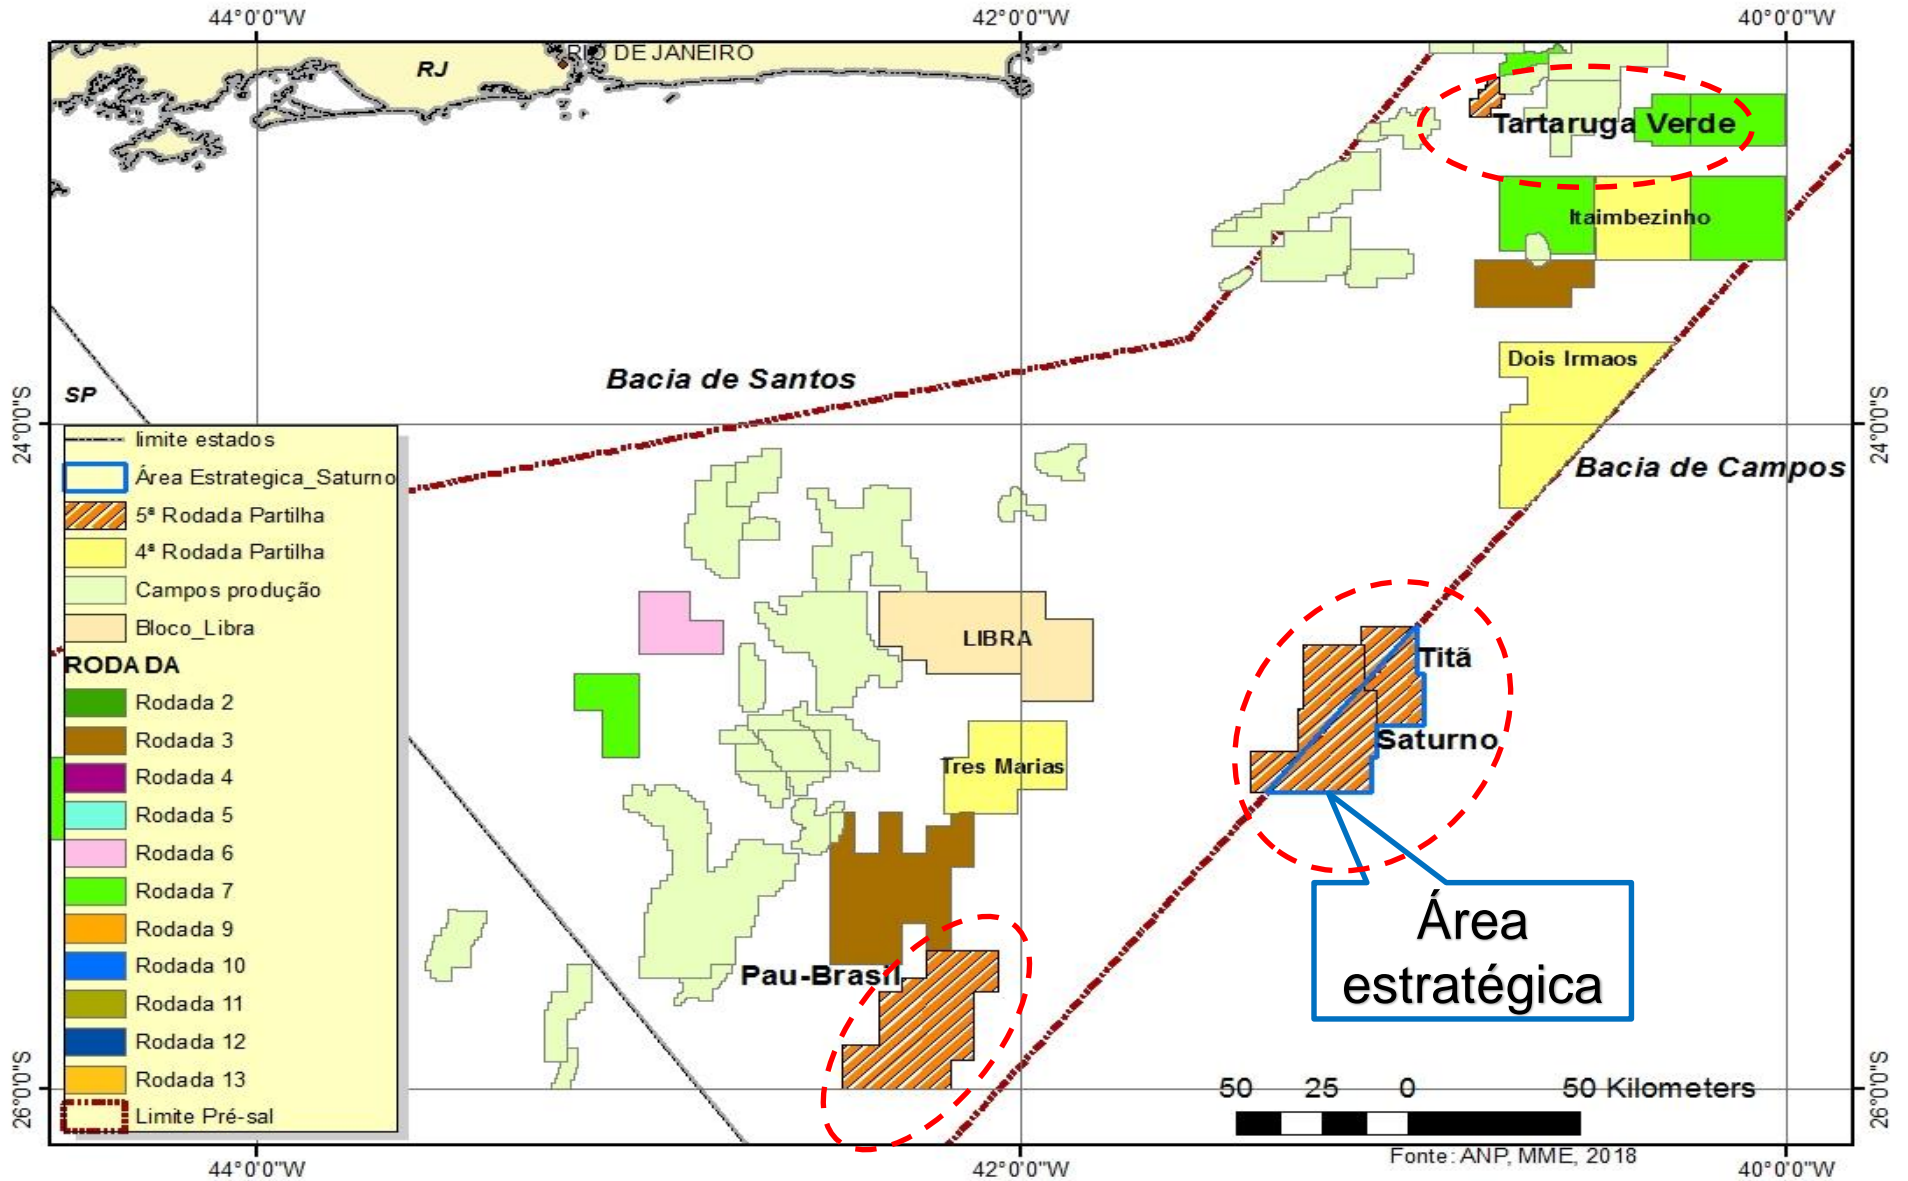 44°0'0"W
42°0'0"W
40°0'0"W
RIO DE JANEIRO
RJ
Tartaruga Verde
Itaimbezinho
Dois Irmaos
Bacia de Santos
SP
24°0'0"S
24°0'0"S
Bacia de Campos
limite estados
Área Estrategica_Saturno
5ª Rodada Partilha
4ª Rodada Partilha
Campos produção
Bloco_Libra
RODADA
Rodada 2
Rodada 3
Rodada 4
Rodada 5
Rodada 6
Rodada 7
Rodada 9
Rodada 10
Rodada 11
Rodada 12
Rodada 13
Limite Pré-sal
LIBRA
Titã
Saturno
Tres Marias
Área
estratégica
Pau-Brasil
26°0'0"S
26°0'0"S
50 25 0 50 Kilometers
Fonte: ANP, MME, 2018
44°0'0"W
42°0'0"W
40°0'0"W